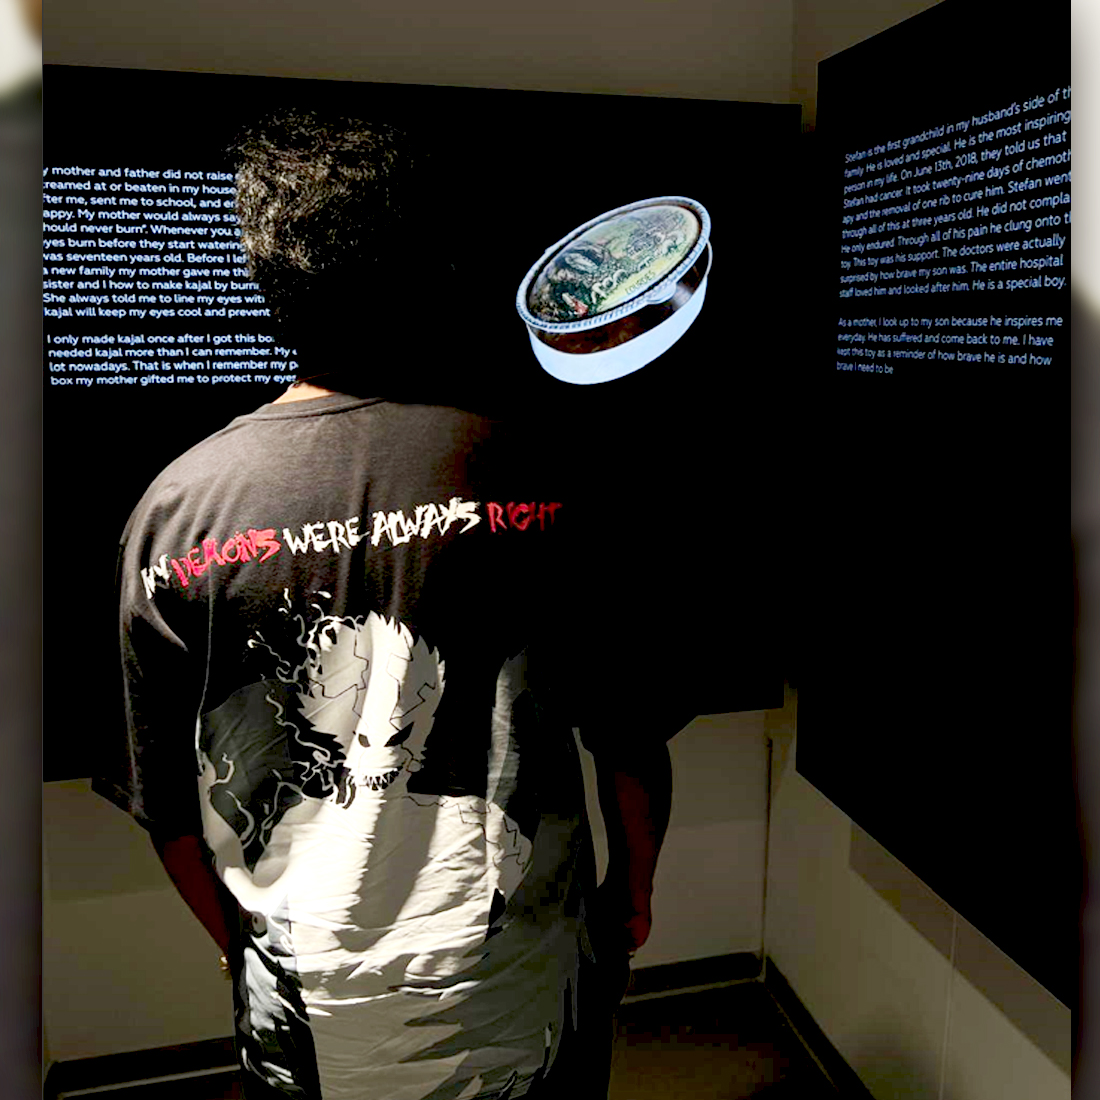 y mother and father did not raise
reamed at or beaten in my house
fter me, sent me to school, and
appy. My mother would always say
hould never burn". Whenever you
yes burn before they start watering
was seventeen years old. Before I
a new family my mother gave me
sister and I how to make kajal by
She always told me to line my eyes
kajal will keep my eyes cool and prevent
I only made kajal once after I got this
needed kajal more than I can remember. My
lot nowadays. That is when I remember my
box my mother gifted me to protect my eyes
LOURDES
Stefan is the first grandchild in my husband's side of
family. He is loved and special. He is the most inspiring
person in my life. On June 13th, 2018, they told us that
Stefan had cancer. It took twenty-nine days of chemoth
apy and the removal of one rib to cure him. Stefan went
through all of this at three years old. He did not compla
He only endured. Through all of his pain he clung onto
toy. This toy was his support. The doctors were actually
surprised by how brave my son was. The entire hospital
staff loved him and looked after him. He is a special boy.
As a mother, I look up to my son because he inspires me
everyday. He has suffered and come back to me. I have
kept this toy as a reminder of how brave he is and how
brave I need to be
MY DEMONS WERE ALWAYS RIGHT